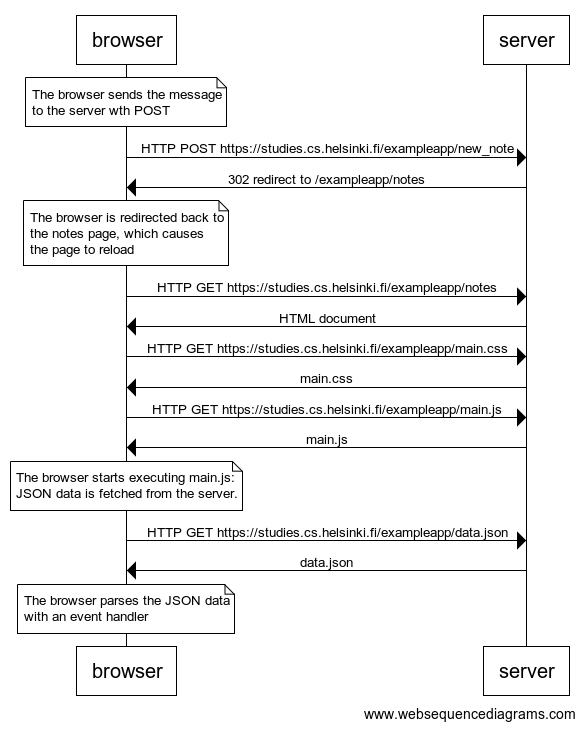 browser
server
The browser sends the message
to the server wth POST
HTTP POST https://studies.cs.helsinki.fi/exampleapp/new_note
302 redirect to /exampleapp/notes
The browser is redirected back to
the notes page, which causes
the page to reload
HTTP GET https://studies.cs.helsinki.fi/exampleapp/notes
HTML document
HTTP GET https://studies.cs.helsinki.fi/exampleapp/main.css
main.css
HTTP GET https://studies.cs.helsinki.fi/exampleapp/main.js
main.js
The browser starts executing main.js:
JSON data is fetched from the server.
HTTP GET https://studies.cs.helsinki.fi/exampleapp/data.json
data.json
The browser parses the JSON data
with an event handler
browser
server
www.websequencediagrams.com